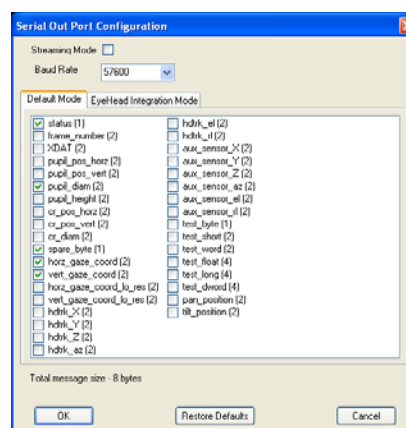 Serial Out Port Configuration
Streaming Mode
Baud Rate 57600
Default Mode EyeHead Integration Mode
status (1)
frame_number (2)
XDAT (2)
pupil_pos_horz (2)
pupil_pos_vert (2)
pupil_diam (2)
pupil_height (2)
cr_pos_horz (2)
cr_pos_vert (2)
cr_diam (2)
spare_byte (1)
horz_gaze_coord (2)
vert_gaze_coord (2)
horz_gaze_coord_lo_res (2)
vert_gaze_coord_lo_res (2)
hdtrk_X (2)
hdtrk_Y (2)
hdtrk_Z (2)
hdtrk_az (2)
hdtrk_el (2)
hdtrk_rl (2)
aux_sensor_X (2)
aux_sensor_Y (2)
aux_sensor_Z (2)
aux_sensor_az (2)
aux_sensor_el (2)
aux_sensor_rl (2)
test_byte (1)
test_short (2)
test_word (2)
test_float (4)
test_long (4)
test_dword (4)
pan_position (2)
tilt_position (2)
Total message size - 8 bytes
OK Restore Defaults Cancel